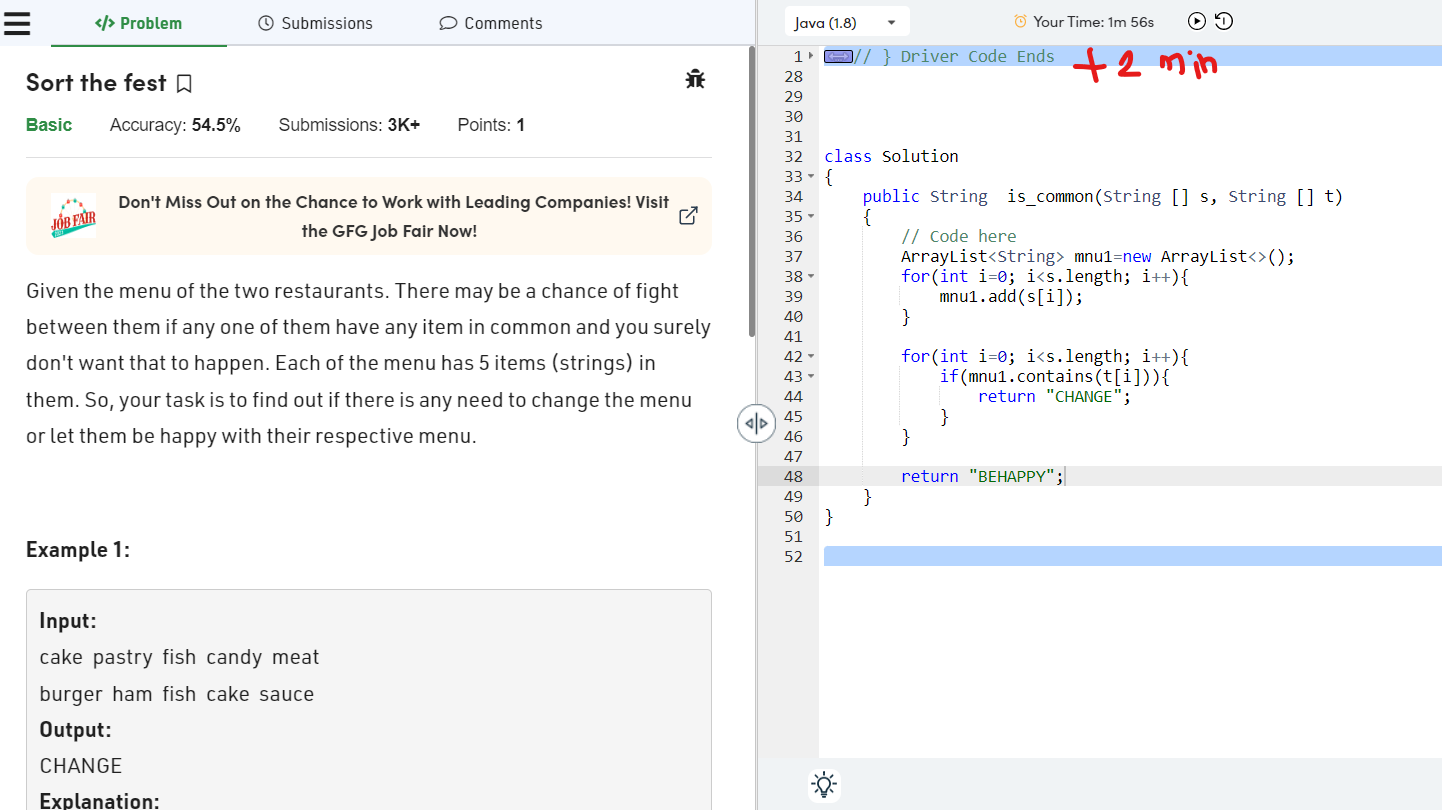 </> Problem
Submissions
Comments
Sort the fest
Basic Accuracy: 54.5% Submissions: 3K+ Points: 1
JOB FAIR
Don't Miss Out on the Chance to Work with Leading Companies! Visit
the GFG Job Fair Now!
Given the menu of the two restaurants. There may be a chance of fight
between them if any one of them have any item in common and you surely
don't want that to happen. Each of the menu has 5 items (strings) in
them. So, your task is to find out if there is any need to change the menu
or let them be happy with their respective menu.
Example 1:
Input:
cake pastry fish candy meat
burger ham fish cake sauce
Output:
CHANGE
Explanation:
Java (1.8)
Your Time: 1m 56s
1 // } Driver Code Ends + 2 min
28
29
30
31
32 class Solution
33 {
34 public String is_common(String [] s, String [] t)
35 {
36 // Code here
37 ArrayList<String> mnu1=new ArrayList<>();
38 for(int i=0; i<s.length; i++){
39 mnu1.add(s[i]);
40 }
41
42 for(int i=0; i<s.length; i++){
43 if(mnu1.contains(t[i])){
44 return "CHANGE";
45 }
46 }
47
48 return "BEHAPPY";
49 }
50 }
51
52